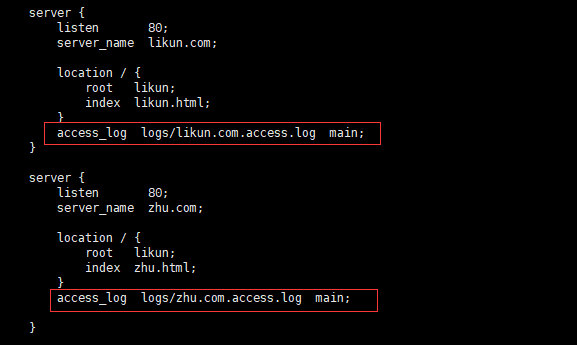 server {
listen 80;
server_name likun.com;
location / {
root likun;
index likun.html;
}
access_log logs/likun.com.access.log main;
}
server {
listen 80;
server_name zhu.com;
location / {
root likun;
index zhu.html;
}
access_log logs/zhu.com.access.log main;
}